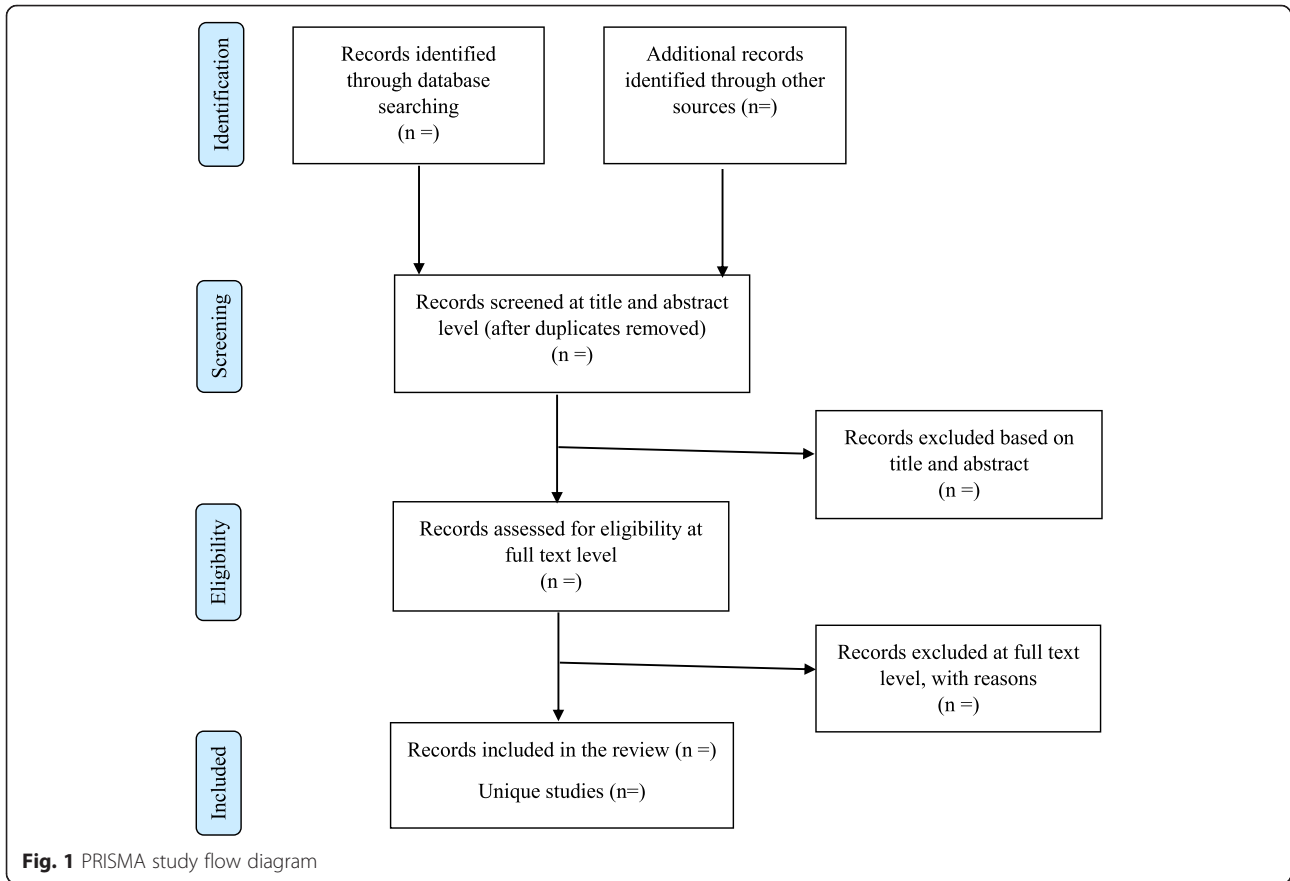 Identification
Records identified
through database
searching
(n =)
Additional records
identified through other
sources (n=)
Screening
Records screened at title and abstract
level (after duplicates removed)
(n =)
Records excluded based on
title and abstract
(n =)
Eligibility
Records assessed for eligibility at
full text level
(n =)
Records excluded at full text
level, with reasons
(n =)
Included
Records included in the review (n =)
Unique studies (n=)
Fig. 1 PRISMA study flow diagram